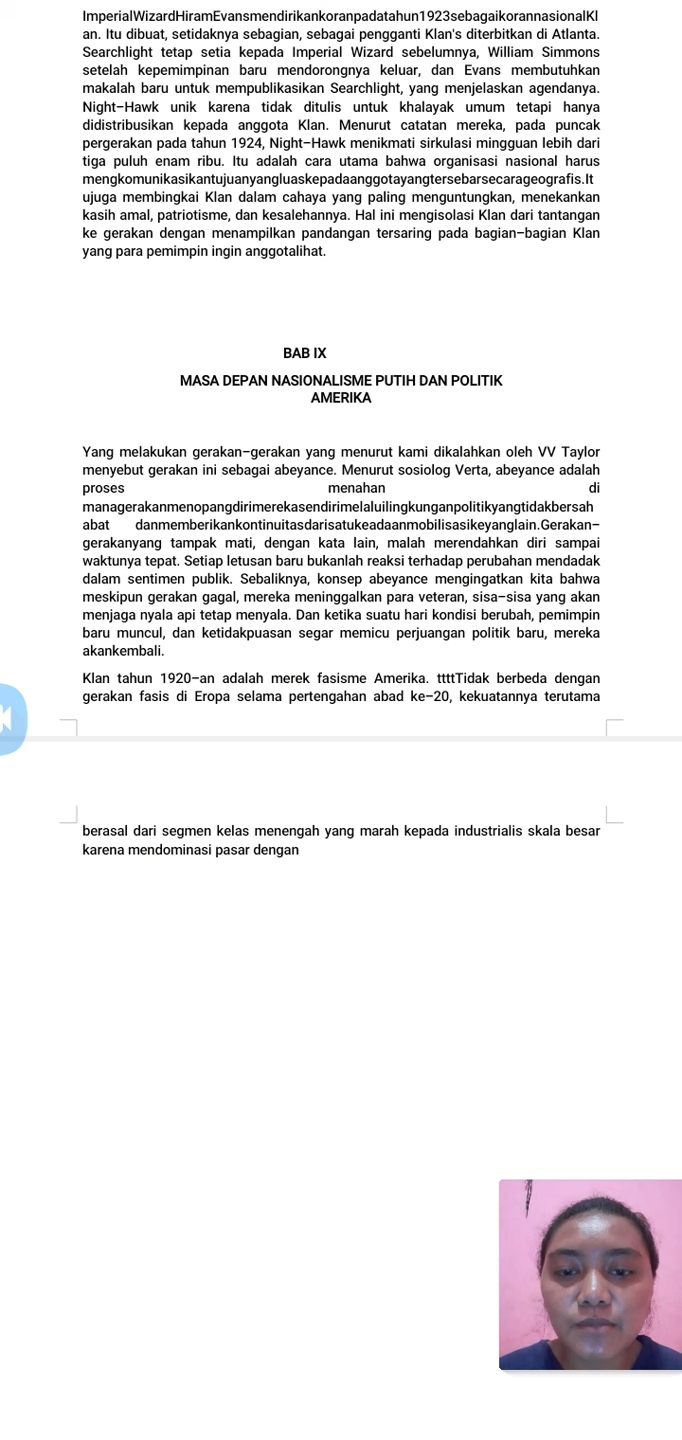 ImperialWizardHiramEvansmendirikankoranpadatahun1923sebagaikorannasionalKl
an. Itu dibuat, setidaknya sebagian, sebagai pengganti Klan's diterbitkan di Atlanta.
Searchlight tetap setia kepada Imperial Wizard sebelumnya, William Simmons
setelah kepemimpinan baru mendorongnya keluar, dan Evans membutuhkan
makalah baru untuk mempublikasikan Searchlight, yang menjelaskan agendanya.
Night–Hawk unik karena tidak ditulis untuk khalayak umum tetapi hanya
didistribusikan kepada anggota Klan. Menurut catatan mereka, pada puncak
pergerakan pada tahun 1924, Night–Hawk menikmati sirkulasi mingguan lebih dari
tiga puluh enam ribu. Itu adalah cara utama bahwa organisasi nasional harus
mengkomunikasikantujuanyangluaskepadaanggotayangtersebarsecarageografis.It
ujuga membingkai Klan dalam cahaya yang paling menguntungkan, menekankan
kasih amal, patriotisme, dan kesalehannya. Hal ini mengisolasi Klan dari tantangan
ke gerakan dengan menampilkan pandangan tersaring pada bagian–bagian Klan
yang para pemimpin ingin anggotalihat.
BAB IX
MASA DEPAN NASIONALISME PUTIH DAN POLITIK
AMERIKA
Yang melakukan gerakan–gerakan yang menurut kami dikalahkan oleh VV Taylor
menyebut gerakan ini sebagai abeyance. Menurut sosiolog Verta, abeyance adalah
proses menahan di
managerakanmenopangdirimerekasendirimelaluilingkunganpolitikyangtidakbersah
abat danmemberikankontinuitasdarisatukeadaanmobilisasikeyanglain.Gerakan–
gerakanyang tampak mati, dengan kata lain, malah merendahkan diri sampai
waktunya tepat. Setiap letusan baru bukanlah reaksi terhadap perubahan mendadak
dalam sentimen publik. Sebaliknya, konsep abeyance mengingatkan kita bahwa
meskipun gerakan gagal, mereka meninggalkan para veteran, sisa–sisa yang akan
menjaga nyala api tetap menyala. Dan ketika suatu hari kondisi berubah, pemimpin
baru muncul, dan ketidakpuasan segar memicu perjuangan politik baru, mereka
akankembali.
Klan tahun 1920–an adalah merek fasisme Amerika. ttttTidak berbeda dengan
gerakan fasis di Eropa selama pertengahan abad ke–20, kekuatannya terutama
berasal dari segmen kelas menengah yang marah kepada industrialis skala besar
karena mendominasi pasar dengan